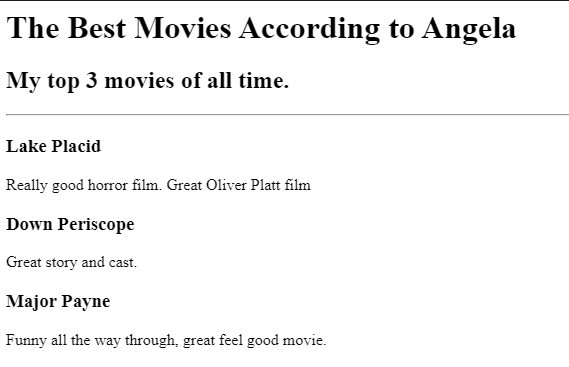 The Best Movies According to Angela
My top 3 movies of all time.
Lake Placid
Really good horror film. Great Oliver Platt film
Down Periscope
Great story and cast.
Major Payne
Funny all the way through, great feel good movie.